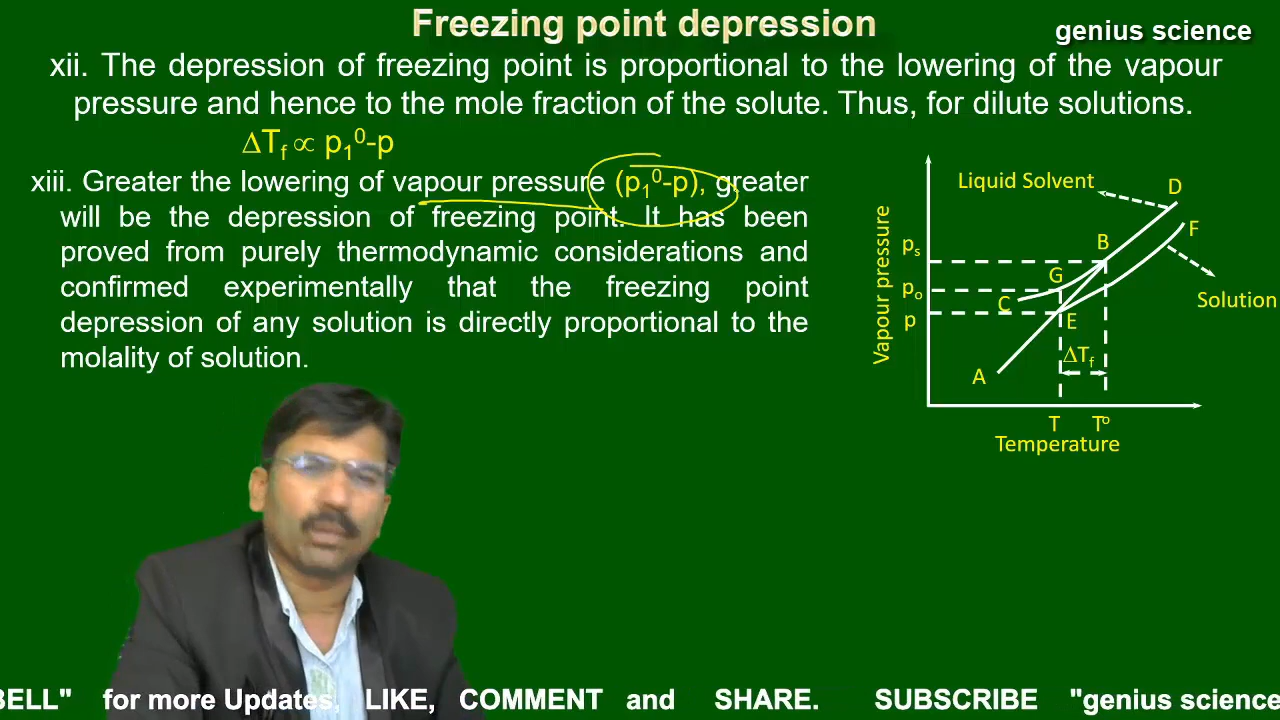 Freezing point depression
genius science
xii. The depression of freezing point is proportional to the lowering of the vapour
pressure and hence to the mole fraction of the solute. Thus, for dilute solutions.
ΔT_f ∝ p₁⁰-p
xiii. Greater the lowering of vapour pressure (p₁⁰-p), greater
will be the depression of freezing point. It has been
proved from purely thermodynamic considerations and
confirmed experimentally that the freezing point
depression of any solution is directly proportional to the
molality of solution.
Liquid Solvent
D
F
B
p_s
G
p_o
C
Solution
p
E
Vapour pressure
ΔT_f
A
T
T⁰
Temperature
BELL" for more Updates. LIKE, COMMENT and SHARE. SUBSCRIBE "genius science